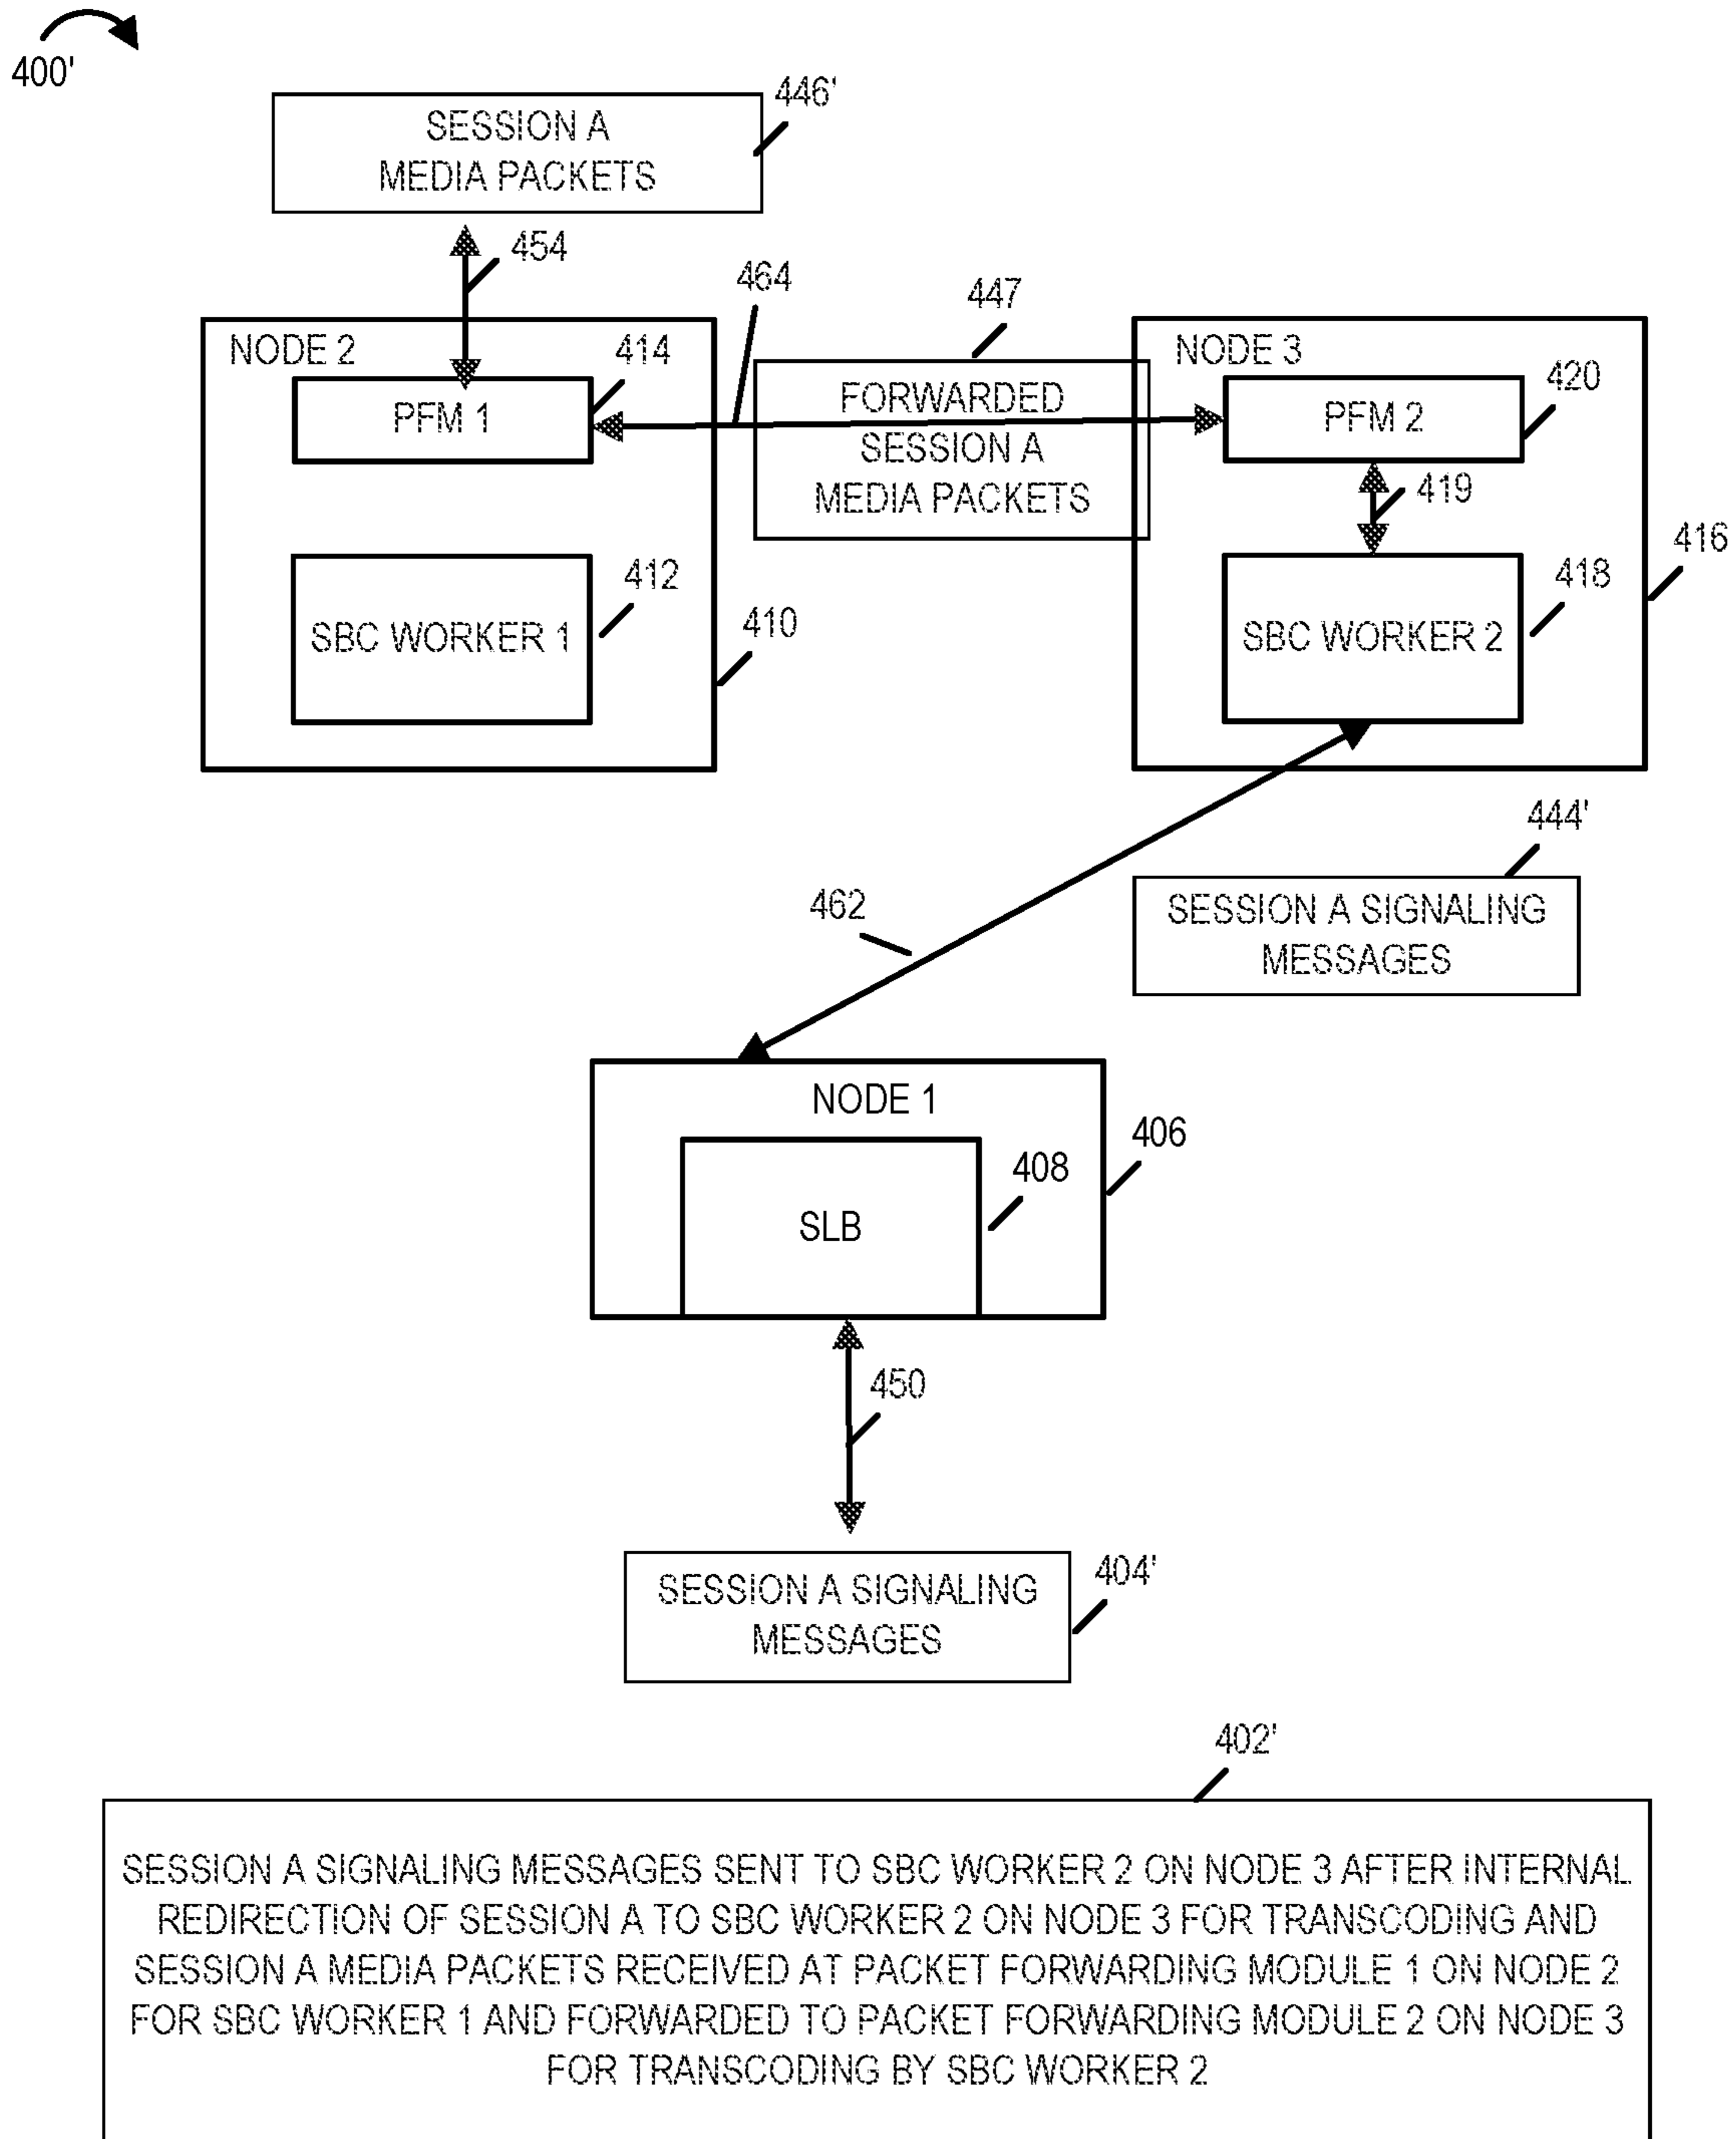 400'
446'
SESSION A
MEDIA PACKETS
454
464
447
NODE 2
414
PFM 1
FORWARDED
SESSION A
MEDIA PACKETS
NODE 3
420
PFM 2
419
416
412
SBC WORKER 1
410
418
SBC WORKER 2
444'
462
SESSION A SIGNALING
MESSAGES
NODE 1
406
408
SLB
450
404'
SESSION A SIGNALING
MESSAGES
402'
SESSION A SIGNALING MESSAGES SENT TO SBC WORKER 2 ON NODE 3 AFTER INTERNAL
REDIRECTION OF SESSION A TO SBC WORKER 2 ON NODE 3 FOR TRANSCODING AND
SESSION A MEDIA PACKETS RECEIVED AT PACKET FORWARDING MODULE 1 ON NODE 2
FOR SBC WORKER 1 AND FORWARDED TO PACKET FORWARDING MODULE 2 ON NODE 3
FOR TRANSCODING BY SBC WORKER 2